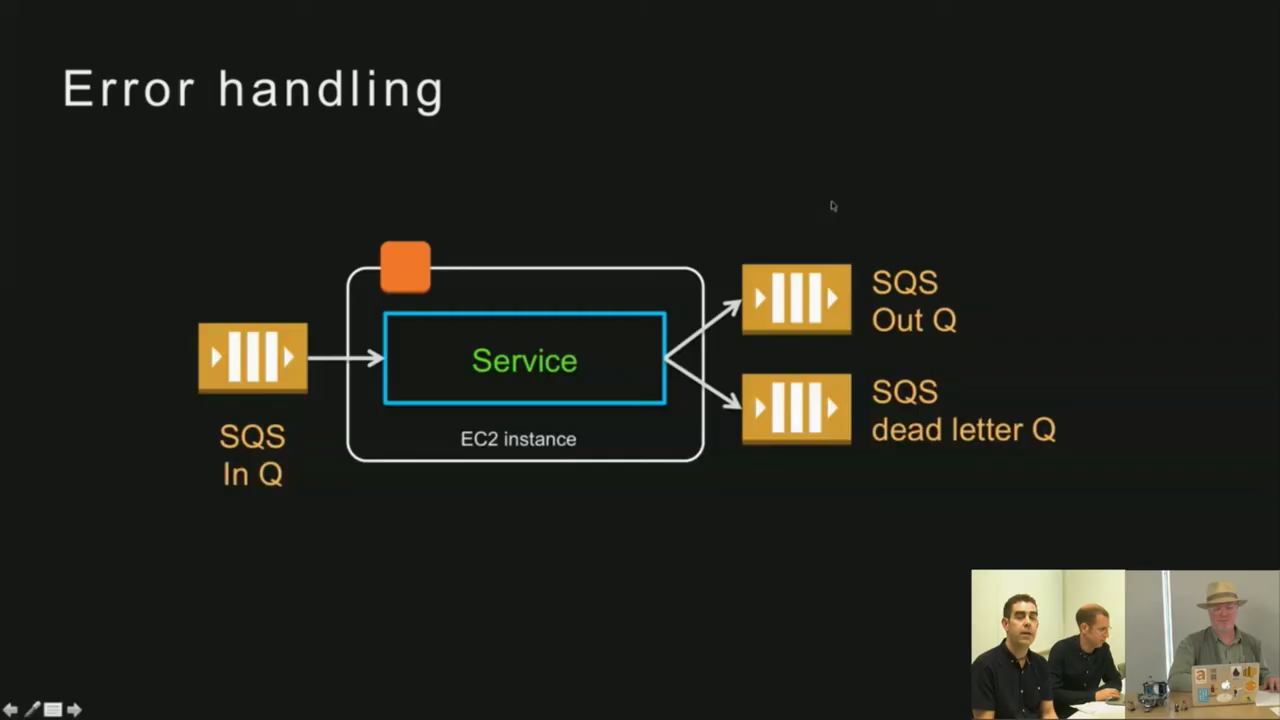 Error handling
SQS
In Q
Service
EC2 instance
SQS
Out Q
SQS
dead letter Q